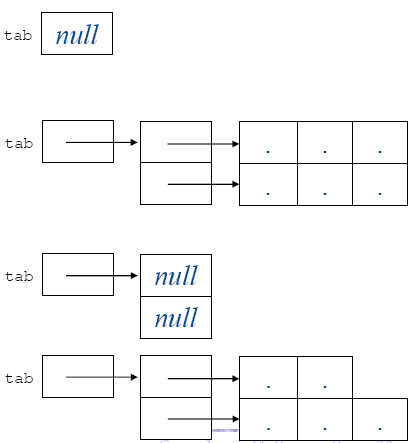 tab null
tab
. . .
. . .
tab null
null
tab
. .
. . .